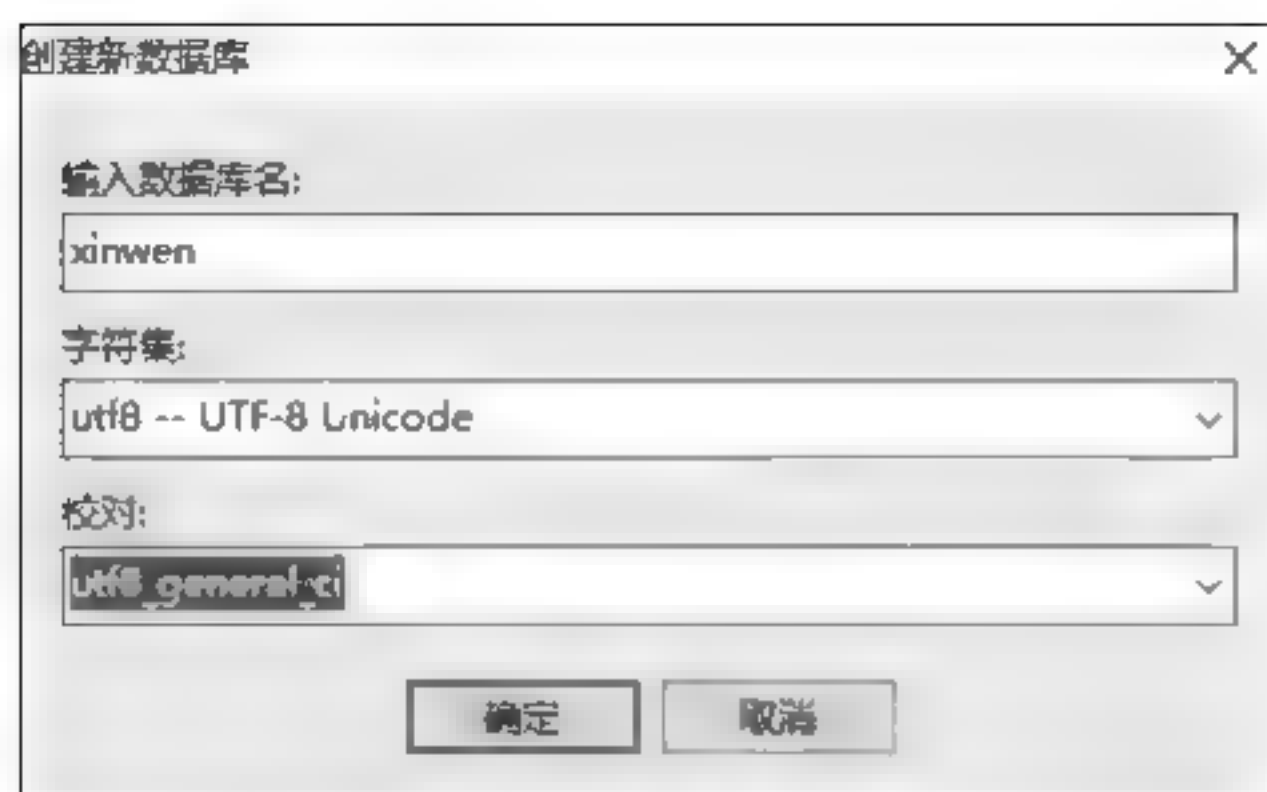 创建新数据库
输入数据库名:
xinwen
字符集:
utf8 -- UTF-8 Unicode
校对:
utf8_general_ci
确定 取消